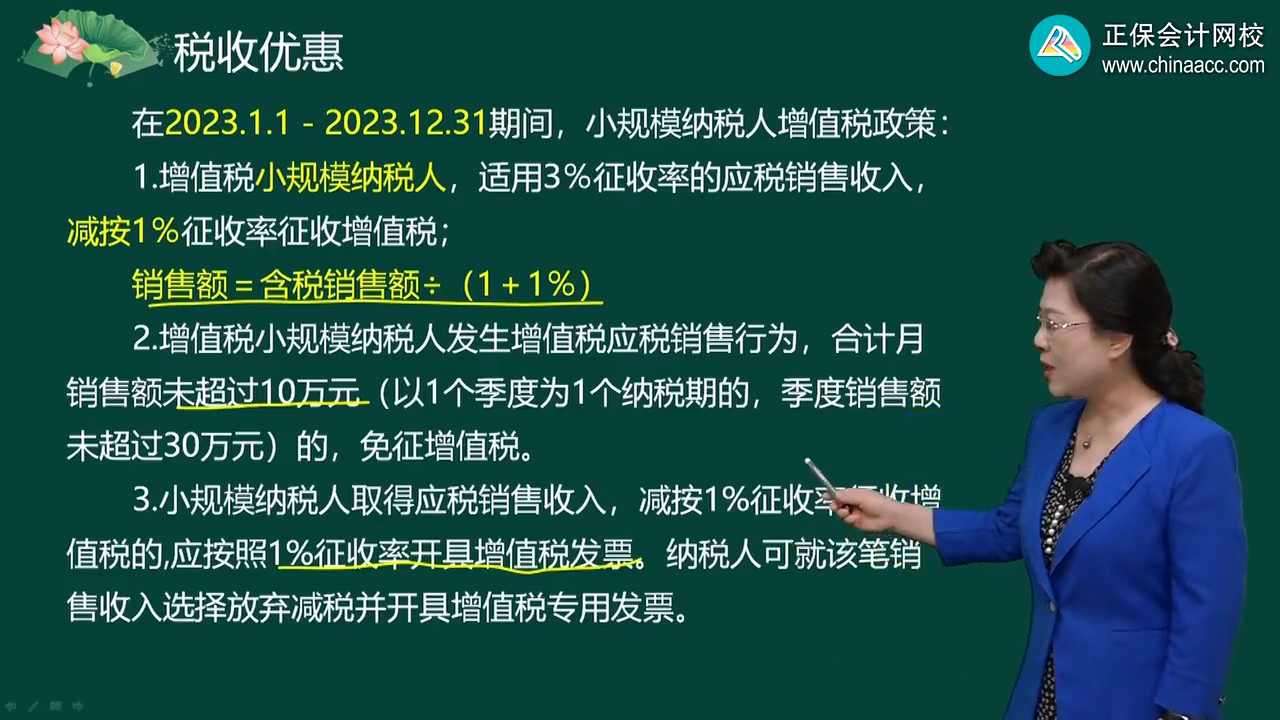 税收优惠
正保会计网校
www.chinaacc.com
在2023.1.1－2023.12.31期间，小规模纳税人增值税政策：
1.增值税小规模纳税人，适用3%征收率的应税销售收入，
减按1%征收率征收增值税；
销售额＝含税销售额÷（1＋1%）
2.增值税小规模纳税人发生增值税应税销售行为，合计月
销售额未超过10万元（以1个季度为1个纳税期的，季度销售额
未超过30万元）的，免征增值税。
3.小规模纳税人取得应税销售收入，减按1%征收率征收增
值税的,应按照1%征收率开具增值税发票。纳税人可就该笔销
售收入选择放弃减税并开具增值税专用发票。